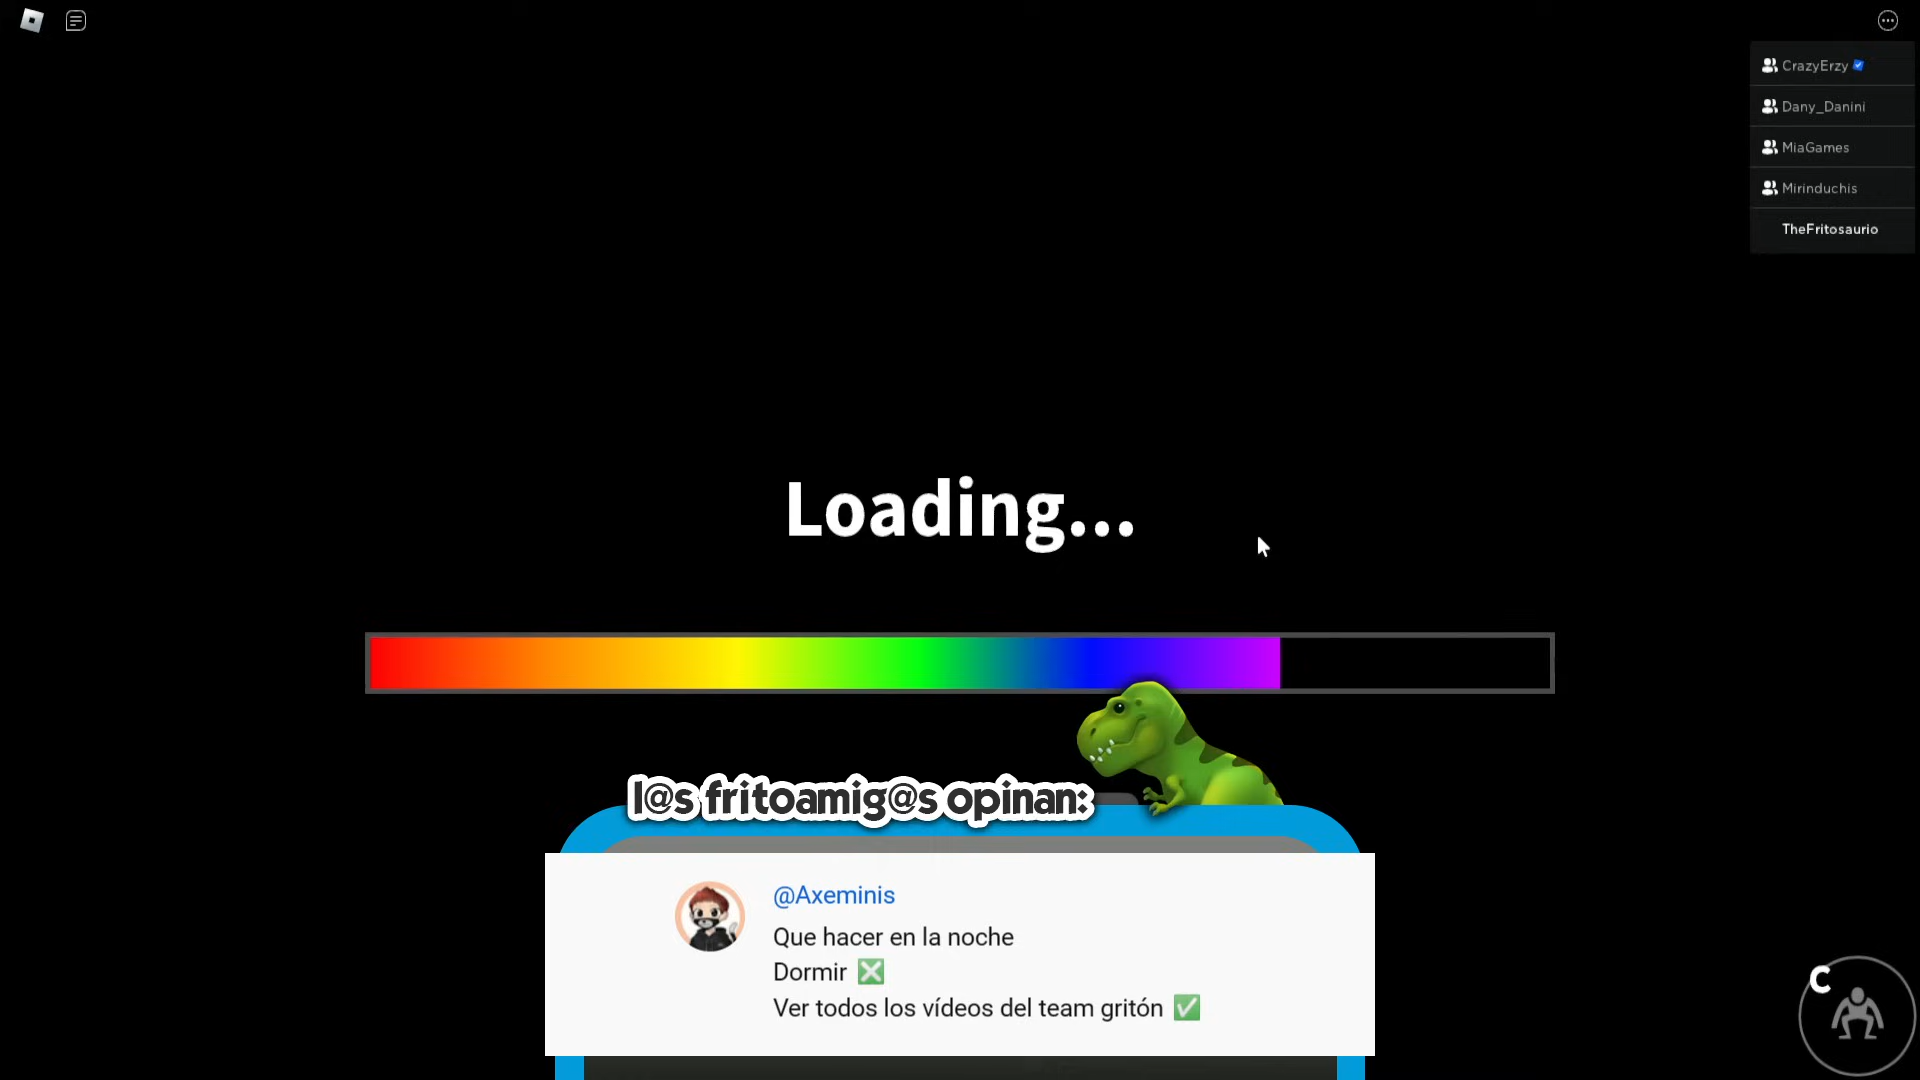 CrazyErzy
Dany_Danini
MiaGames
Mirinduchis
TheFritosaurio
Loading...
l@s fritoamig@s opinan:
@Axeminis
Que hacer en la noche
Dormir ❎
Ver todos los vídeos del team gritón ✅
C